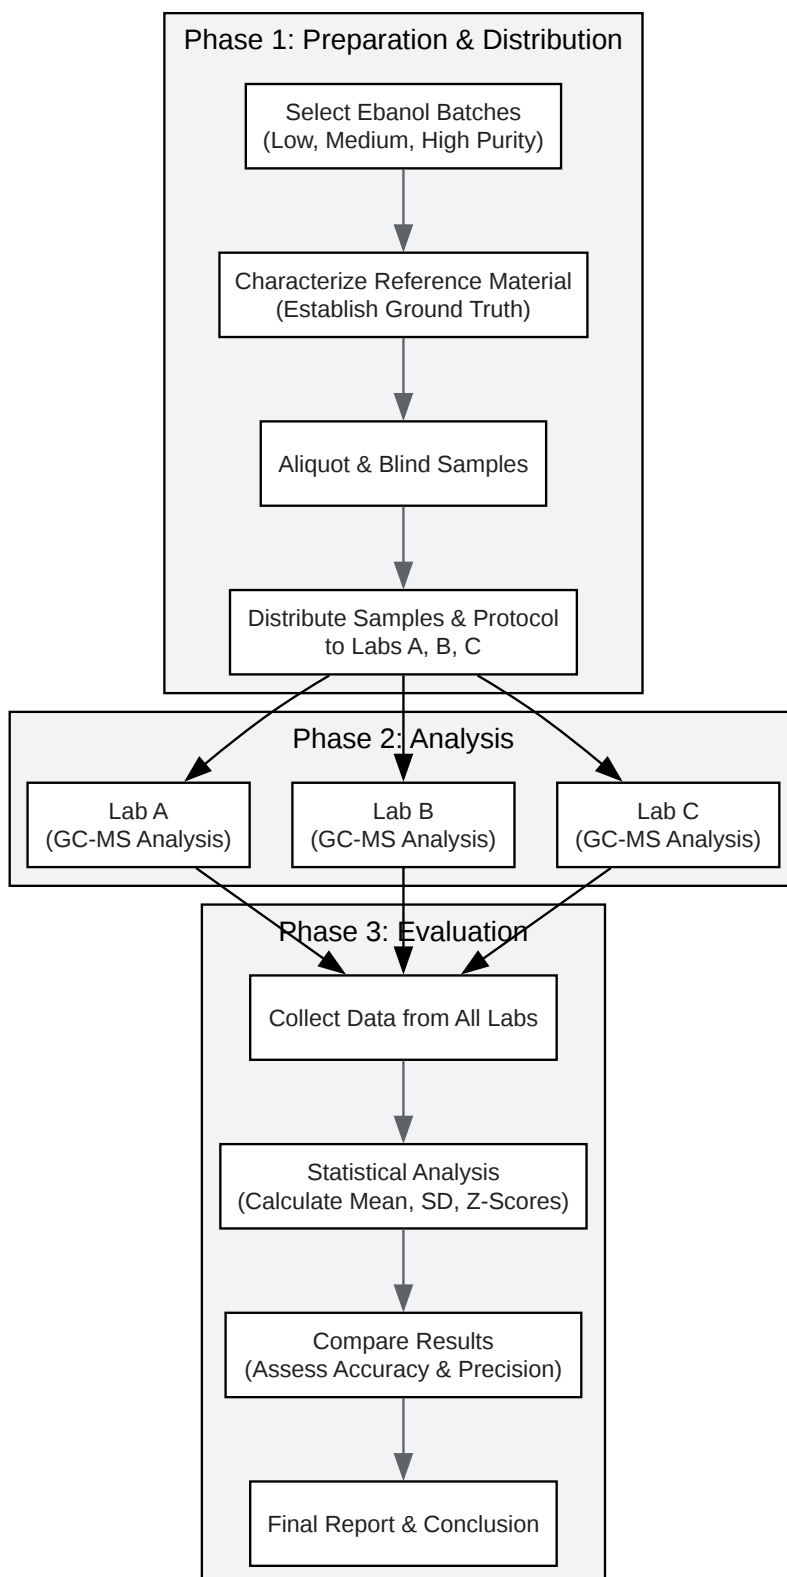 Phase 1: Preparation & Distribution
Select Ebanol Batches
(Low, Medium, High Purity)
Characterize Reference Material
(Establish Ground Truth)
Aliquot & Blind Samples
Distribute Samples & Protocol
to Labs A, B, C
Phase 2: Analysis
Lab A
(GC-MS Analysis)
Lab B
(GC-MS Analysis)
Lab C
(GC-MS Analysis)
Phase 3: Evaluation
Collect Data from All Labs
Statistical Analysis
(Calculate Mean, SD, Z-Scores)
Compare Results
(Assess Accuracy & Precision)
Final Report & Conclusion